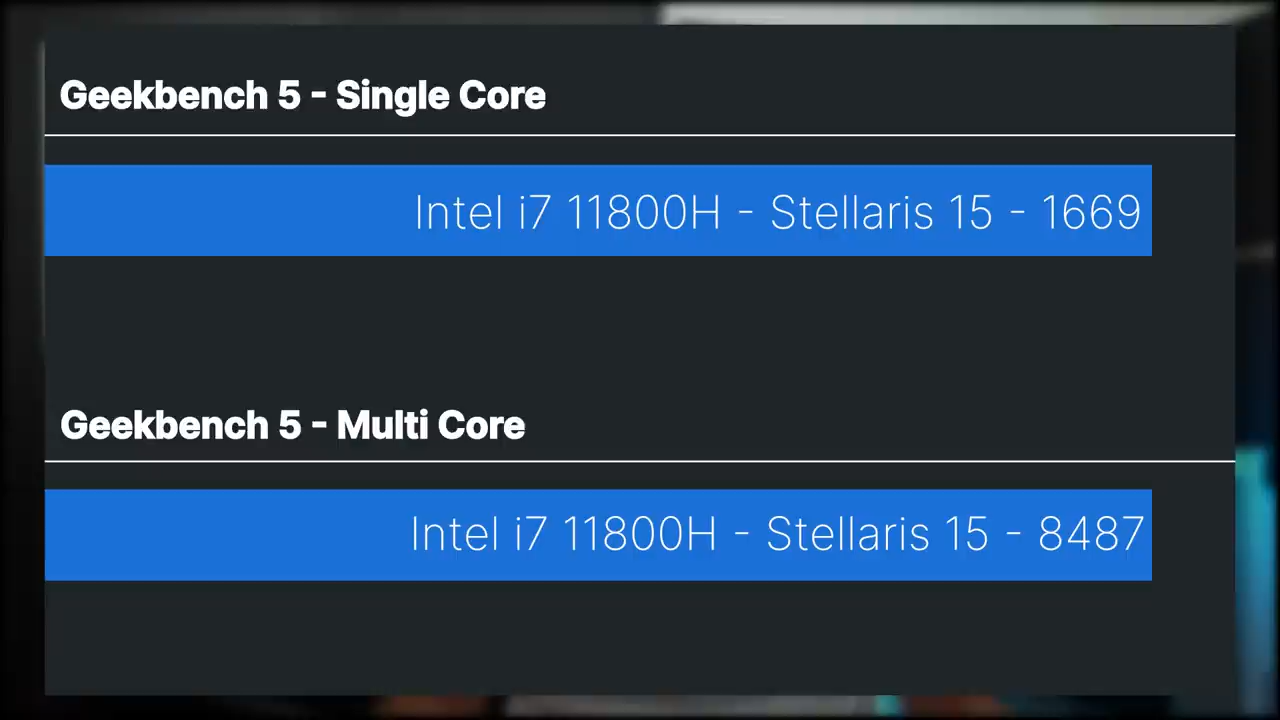 Geekbench 5 - Single Core
Intel i7 11800H - Stellaris 15 - 1669
Geekbench 5 - Multi Core
Intel i7 11800H - Stellaris 15 - 8487